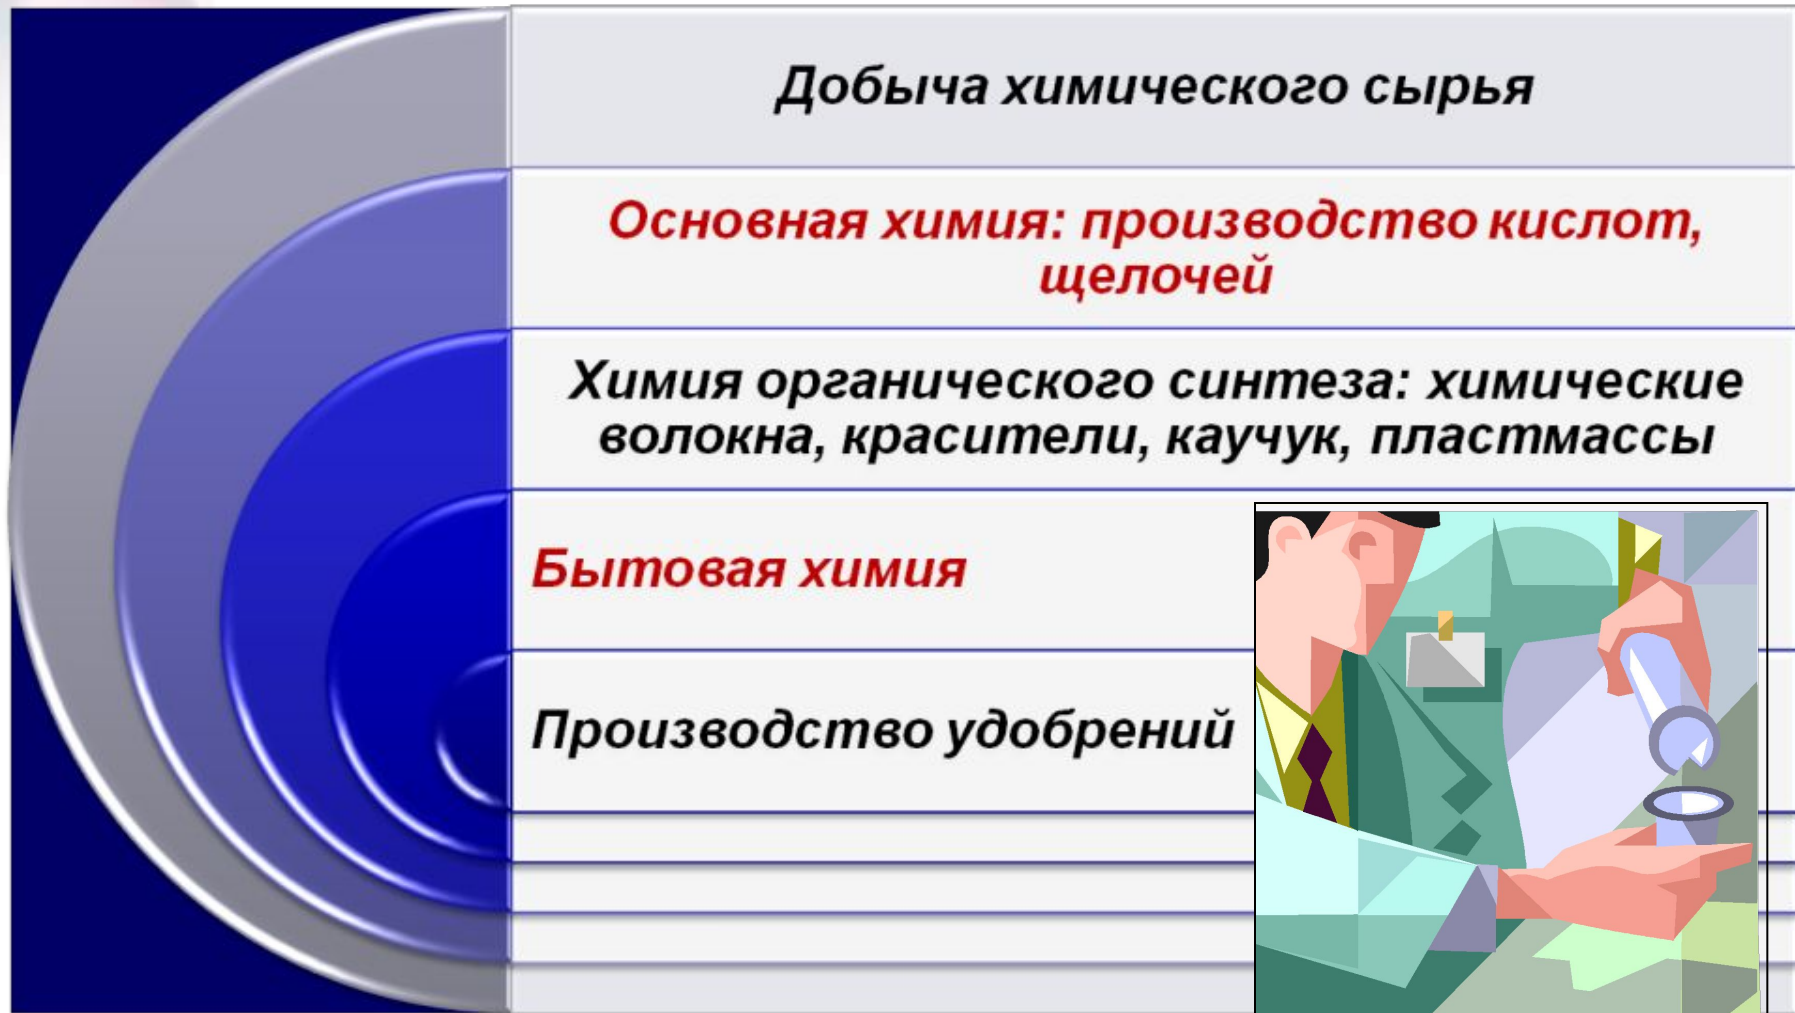 Добыча химического сырья
Основная химия: производство кислот,
щелочей
Химия органического синтеза: химические
волокна, красители, каучук, пластмассы
Бытовая химия
Производство удобрений